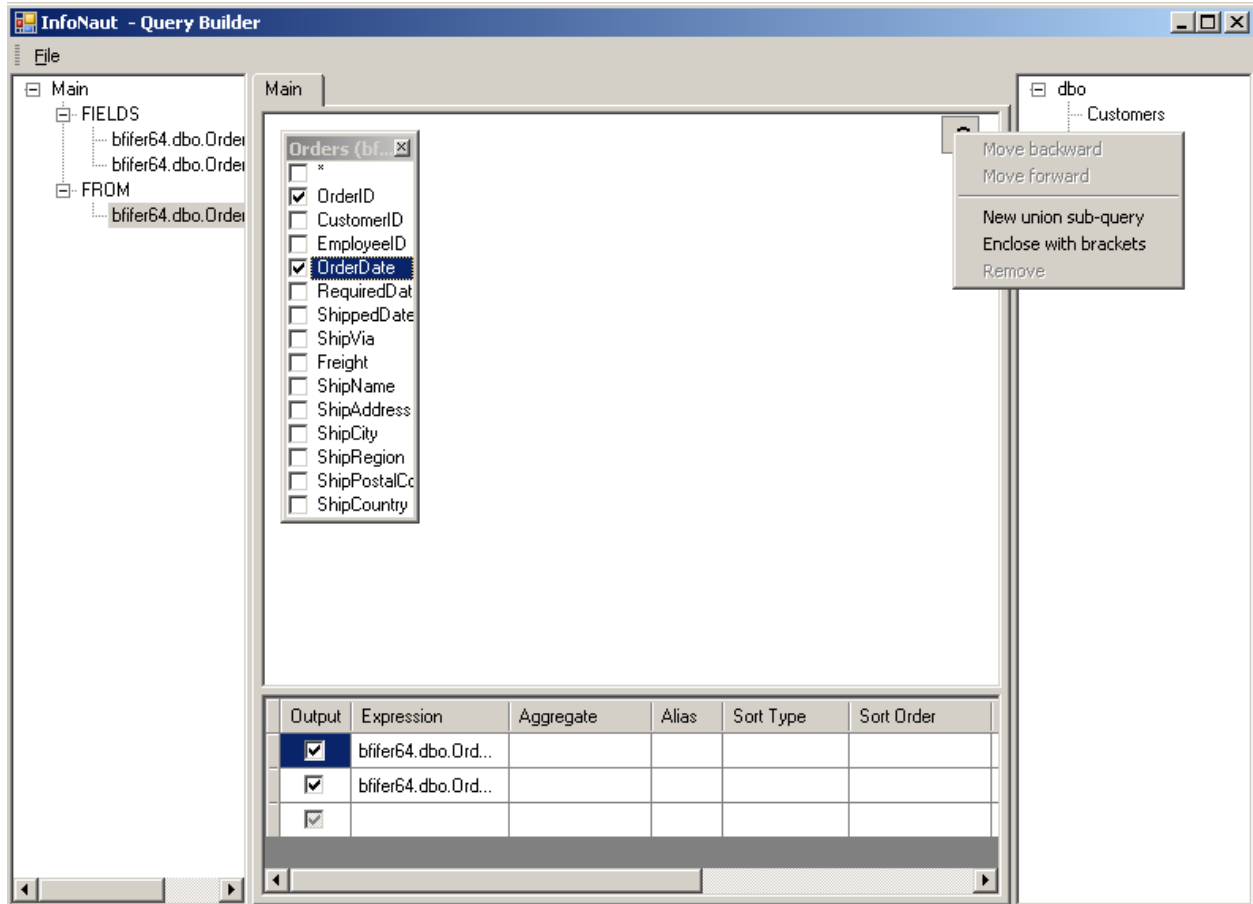 InfoNaut - Query Builder
File
Main
FIELDS
bfifer64.dbo.Order
bfifer64.dbo.Order
FROM
bfifer64.dbo.Order
Main
Orders (bf...
*
OrderID
CustomerID
EmployeeID
OrderDate
RequiredDat
ShippedDate
ShipVia
Freight
ShipName
ShipAddress
ShipCity
ShipRegion
ShipPostalCo
ShipCountry
dbo
Customers
Move backward
Move forward
New union sub-query
Enclose with brackets
Remove
Output Expression Aggregate Alias Sort Type Sort Order
bfifer64.dbo.Ord...
bfifer64.dbo.Ord...